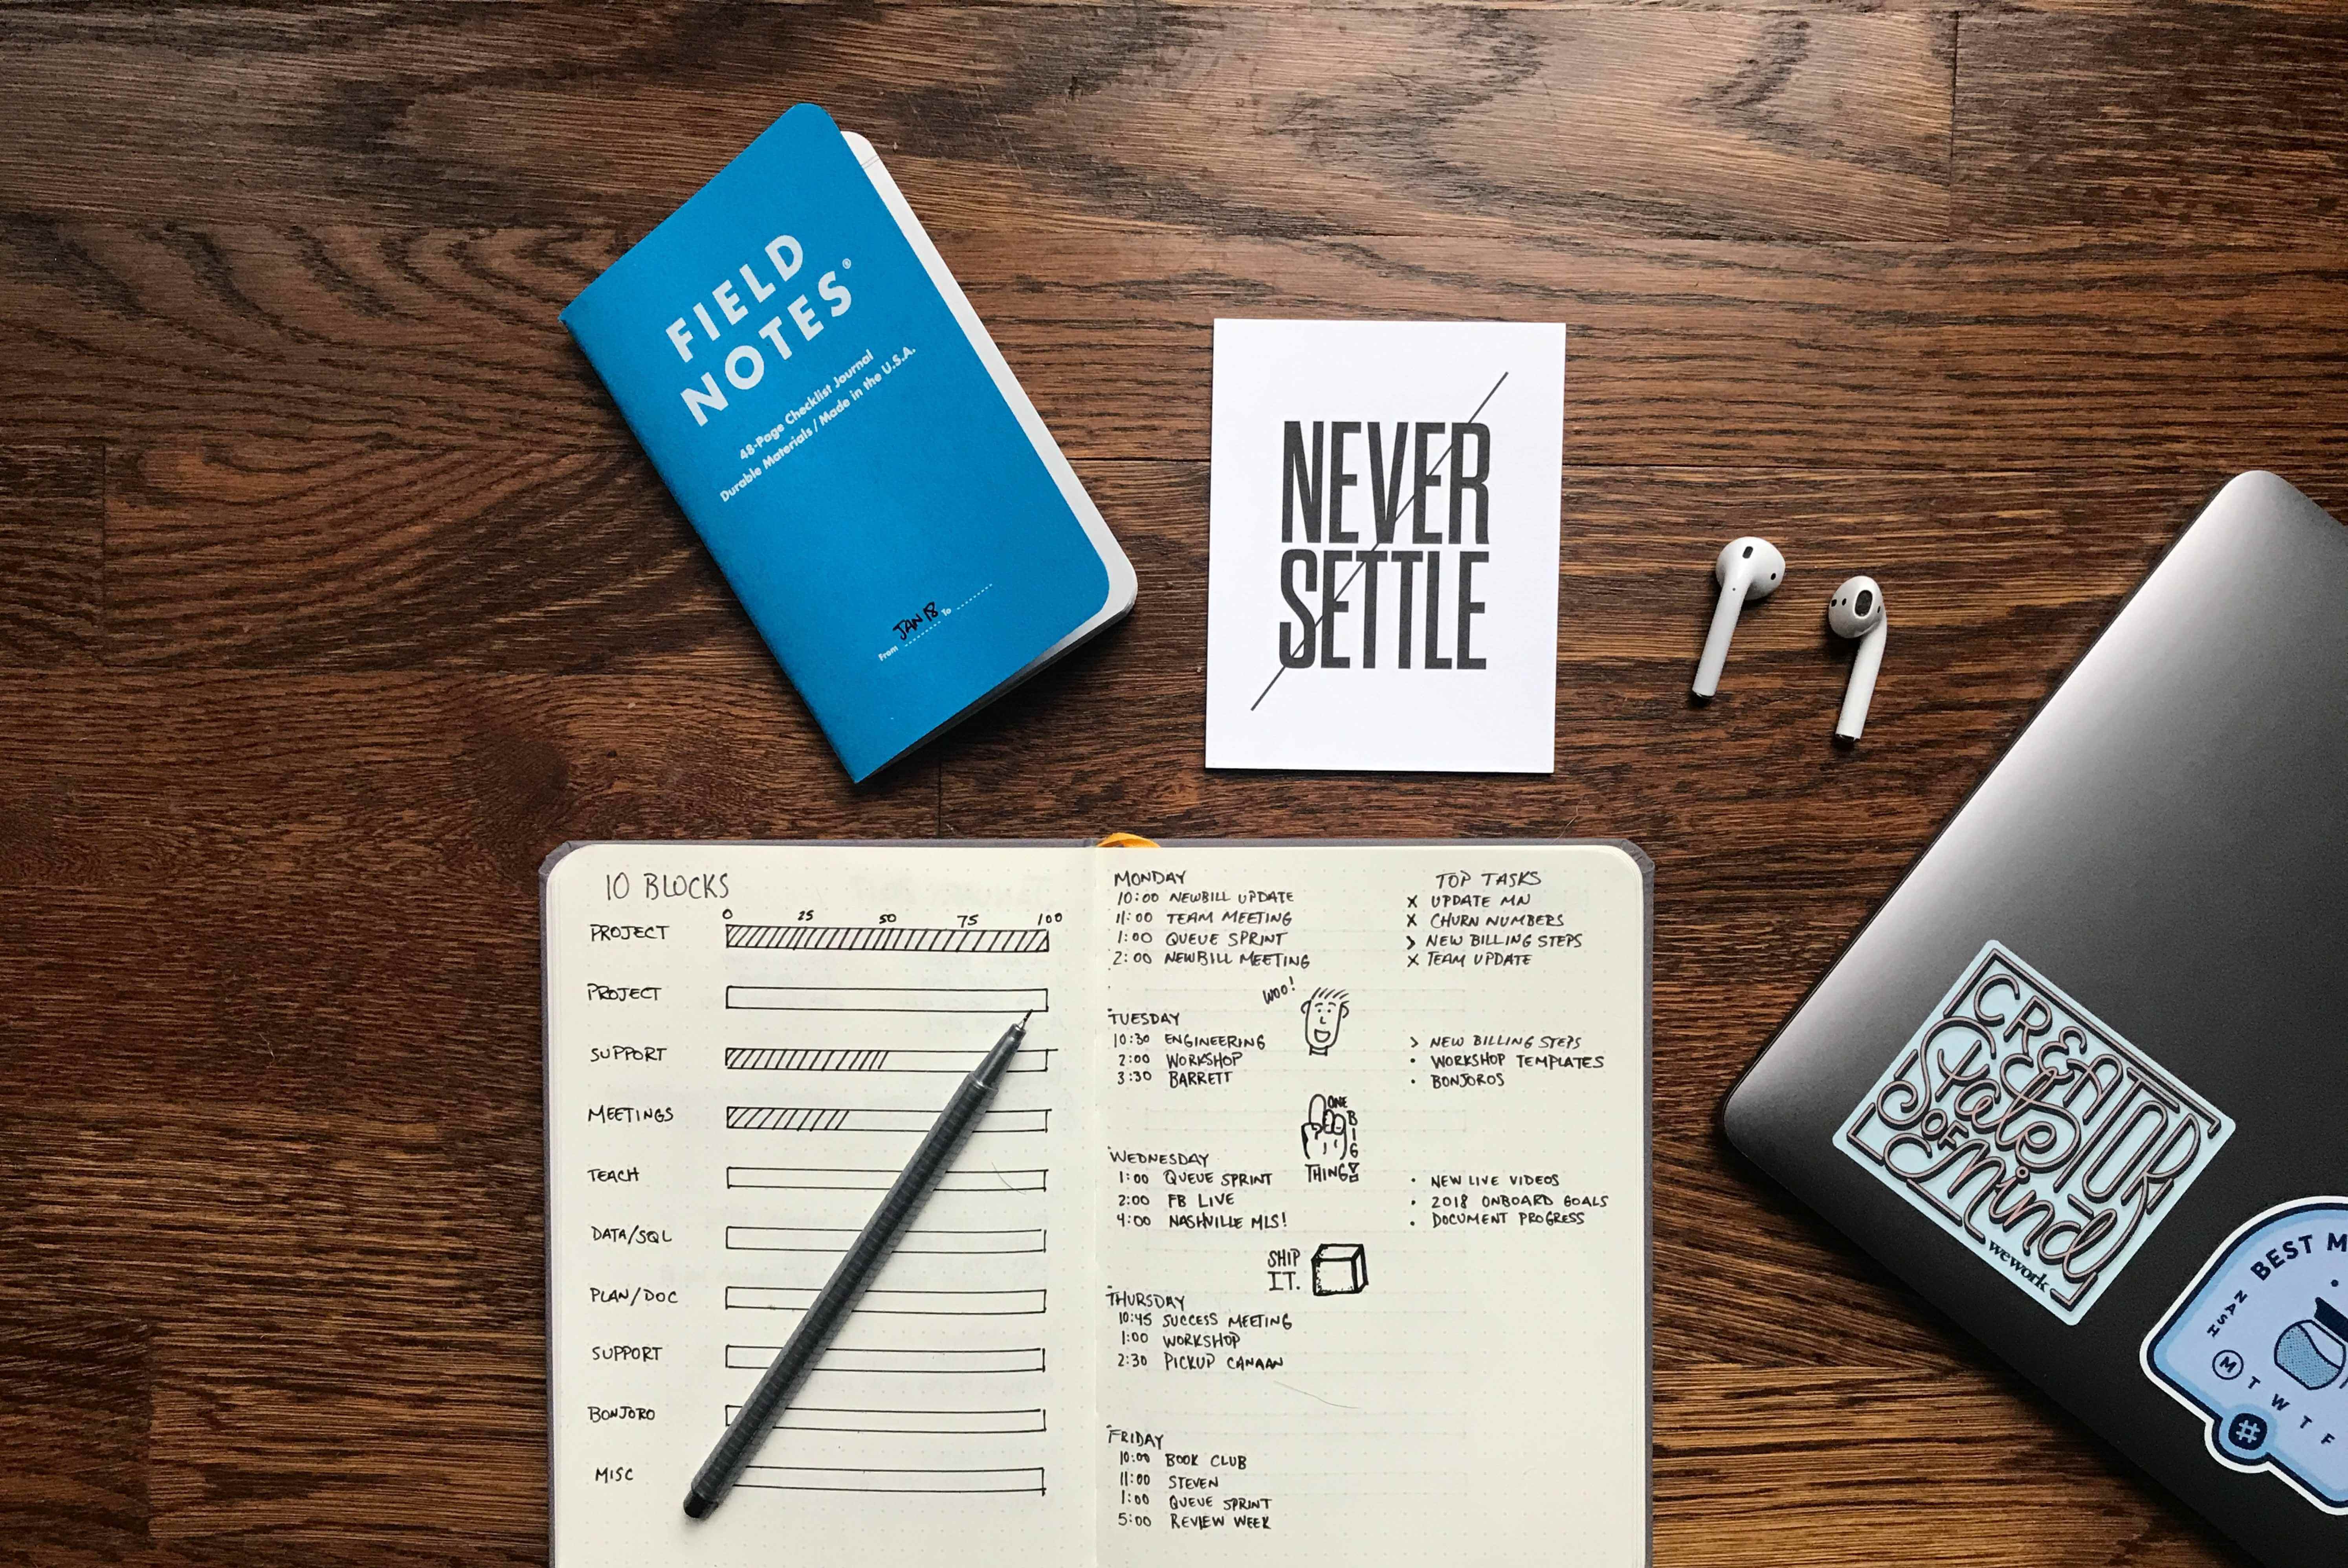 FIELD
NOTES®
48-Page Checklist Journal
Durable Materials / Made in the U.S.A.
From JAN 18 To
NEVER
SETTLE
10 BLOCKS
0 25 50 75 100
PROJECT
PROJECT
SUPPORT
MEETINGS
TEACH
DATA/SQL
PLAN/DOC
SUPPORT
BONJORO
MISC
MONDAY
10:00 NEWBILL UPDATE
11:00 TEAM MEETING
1:00 QUEUE SPRINT
2:00 NEWBILL MEETING
WOO!
TUESDAY
10:30 ENGINEERING
2:00 WORKSHOP
3:30 BARRETT
ONE
BIG
THING!
WEDNESDAY
1:00 QUEUE SPRINT
2:00 FB LIVE
4:00 NASHVILLE MLS!
SHIP
IT.
THURSDAY
10:45 SUCCESS MEETING
1:00 WORKSHOP
2:30 PICKUP CANAAN
FRIDAY
10:00 BOOK CLUB
11:00 STEVEN
1:00 QUEUE SPRINT
5:00 REVIEW WEEK
TOP TASKS
X UPDATE MN
X CHURN NUMBERS
> NEW BILLING STEPS
X TEAM UPDATE
> NEW BILLING STEPS
• WORKSHOP TEMPLATES
• BONJOROS
• NEW LIVE VIDEOS
• 2018 ONBOARD GOALS
• DOCUMENT PROGRESS
CREATOR
State
OF
Mind
wework
BEST M
NASH
M T W T F
#